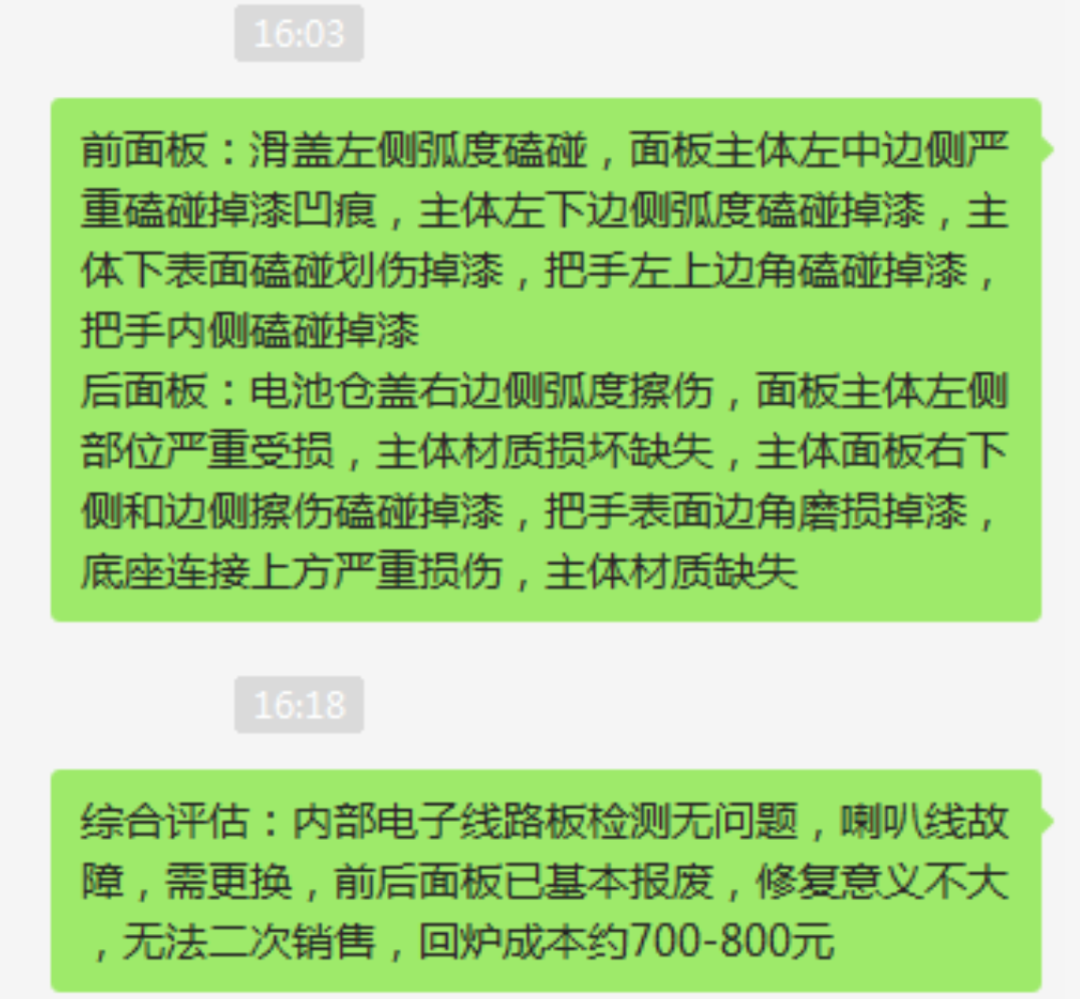 16:03
前面板：滑盖左侧弧度磕碰，面板主体左中边侧严
重磕碰掉漆凹痕，主体左下边侧弧度磕碰掉漆，主
体下表面磕碰划伤掉漆，把手左上边角磕碰掉漆，
把手内侧磕碰掉漆
后面板：电池仓盖右边侧弧度擦伤，面板主体左侧
部位严重受损，主体材质损坏缺失，主体面板右下
侧和边侧擦伤磕碰掉漆，把手表面边角磨损掉漆，
底座连接上方严重损伤，主体材质缺失
16:18
综合评估：内部电子线路板检测无问题，喇叭线故
障，需更换，前后面板已基本报废，修复意义不大
，无法二次销售，回炉成本约700-800元